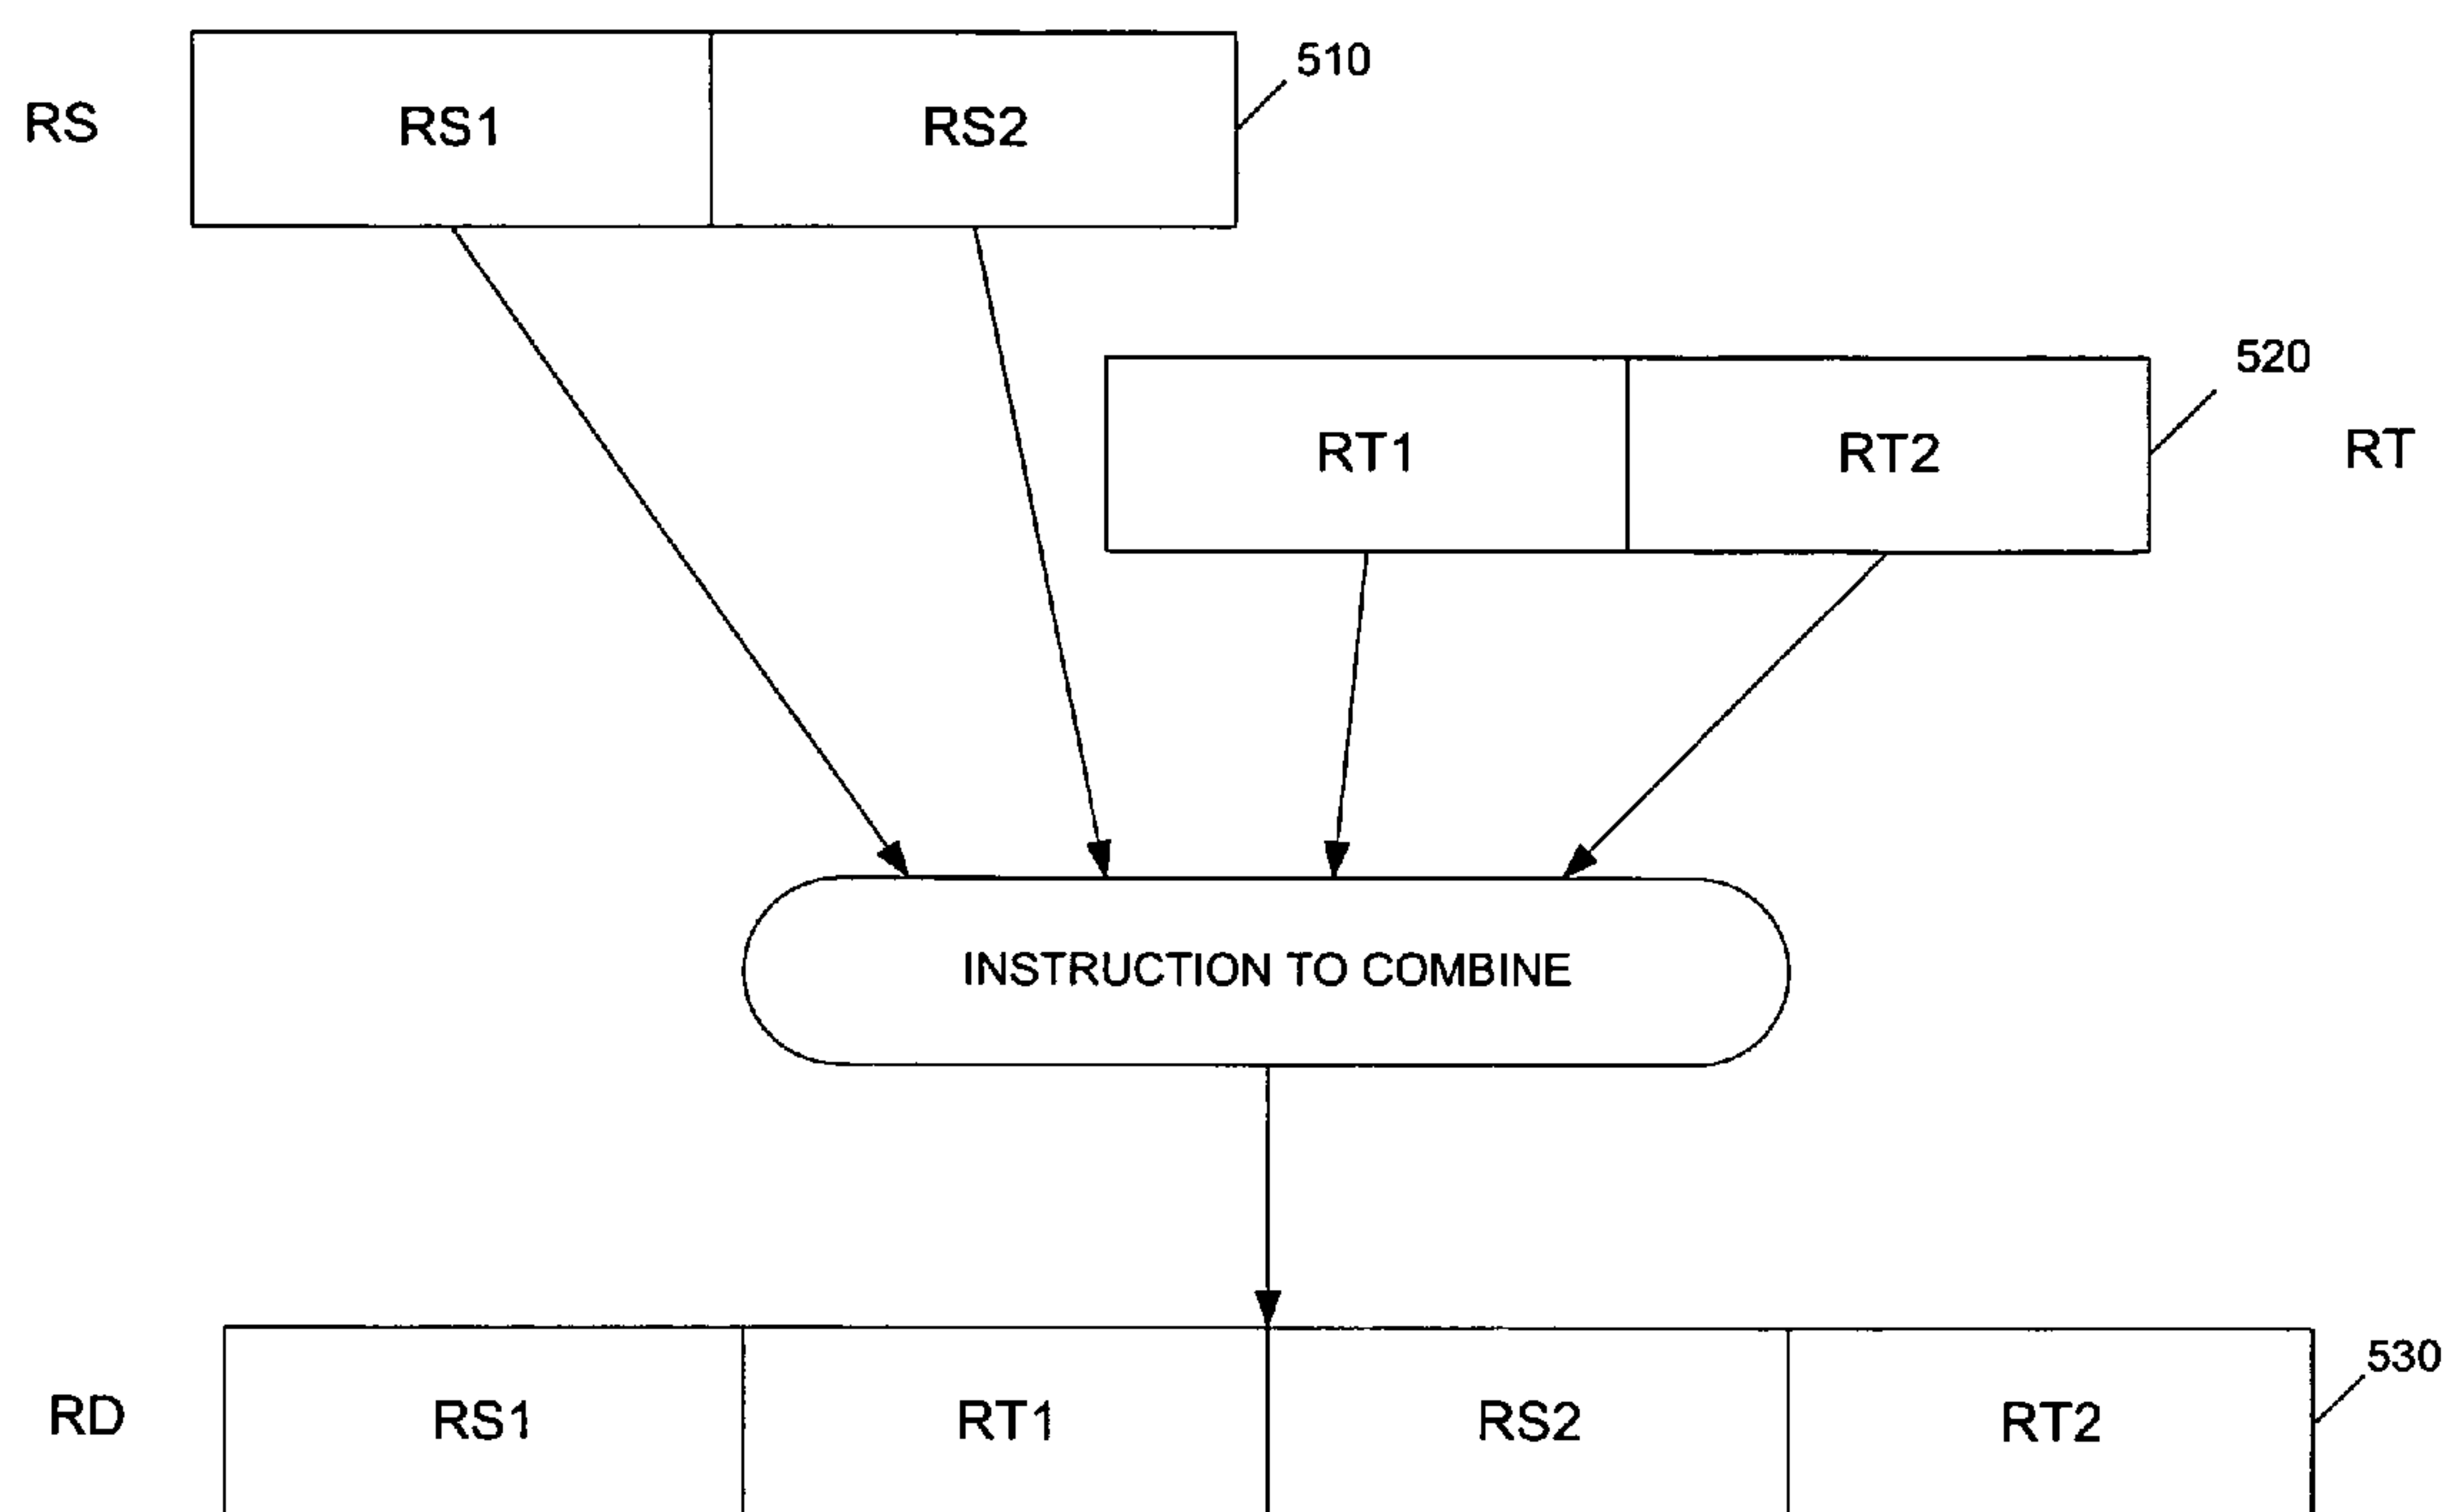 510
RS RS1 RS2
520
RT1 RT2 RT
INSTRUCTION TO COMBINE
530
RD RS1 RT1 RS2 RT2